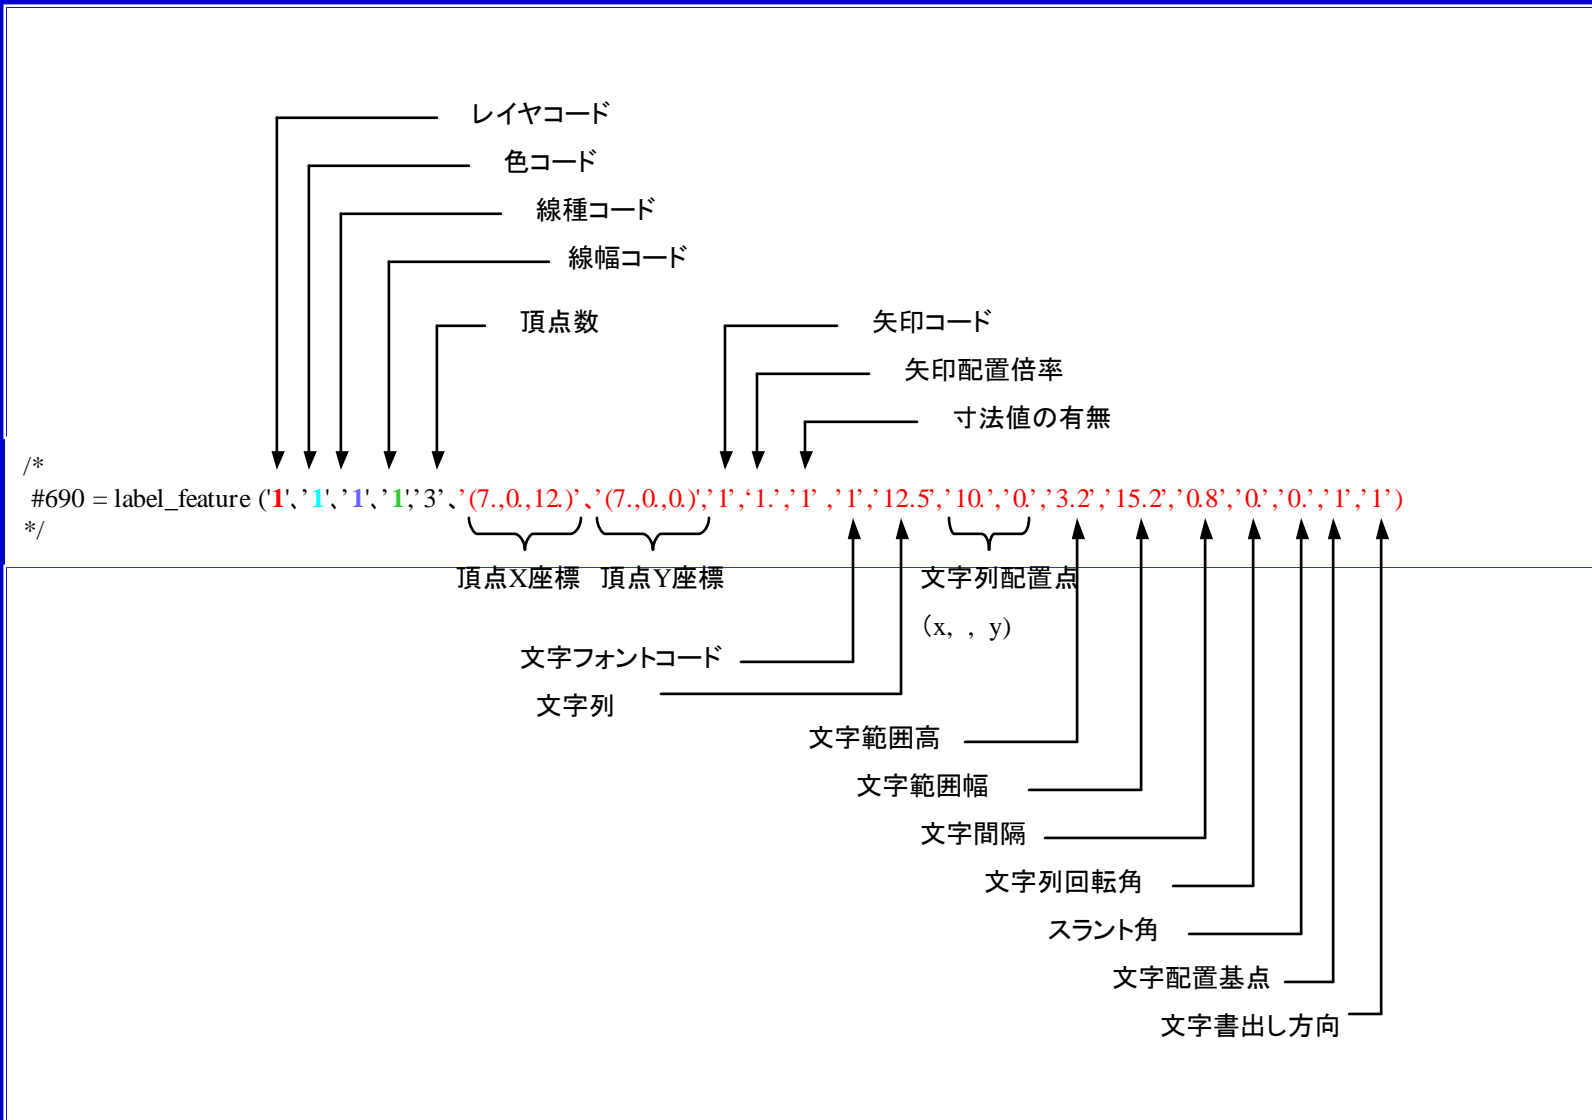 レイヤコード
色コード
線種コード
線幅コード
頂点数
矢印コード
矢印配置倍率
寸法値の有無
/*
#690 = label_feature ('1'、’1'、’1'、’1',’3’、’(7.,0.,12.)’、’(7.,0.,0.)',’1’,‘1.’,’1’ ,’1’,’12.5’,’10.’,’0.’,’3.2’,’15.2’,’0.8’,’0.’,’0.’,’1’,’1’)
*/
頂点X座標 頂点Y座標 文字列配置点
（x, , y)
文字フォントコード
文字列
文字範囲高
文字範囲幅
文字間隔
文字列回転角
スラント角
文字配置基点
文字書出し方向